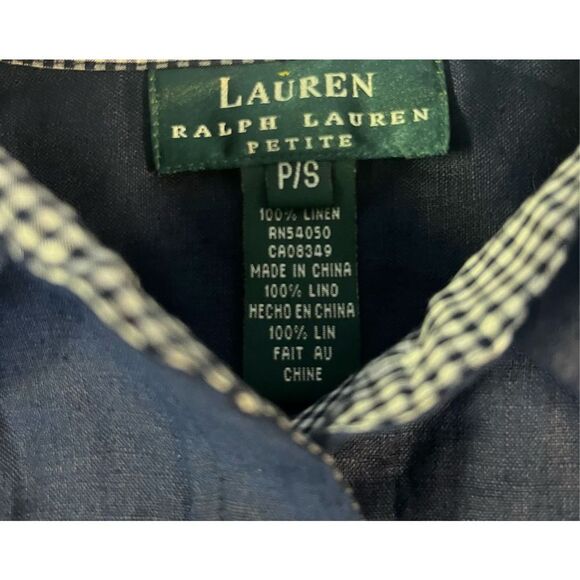 LAUREN
RALPH LAUREN
PETITE
P/S
100% LINEN
RN54050
CA08349
MADE IN CHINA
100% LINO
HECHO EN CHINA
100% LIN
FAIT AU
CHINE